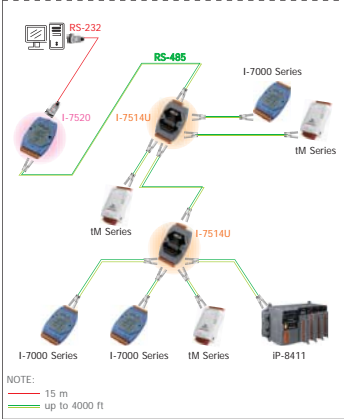 RS-232
RS-485
I-7000 Series
I-7520
I-7514U
tM Series
tM Series
I-7514U
I-7000 Series
I-7000 Series
tM Series
iP-8411
NOTE:
15 m
up to 4000 ft